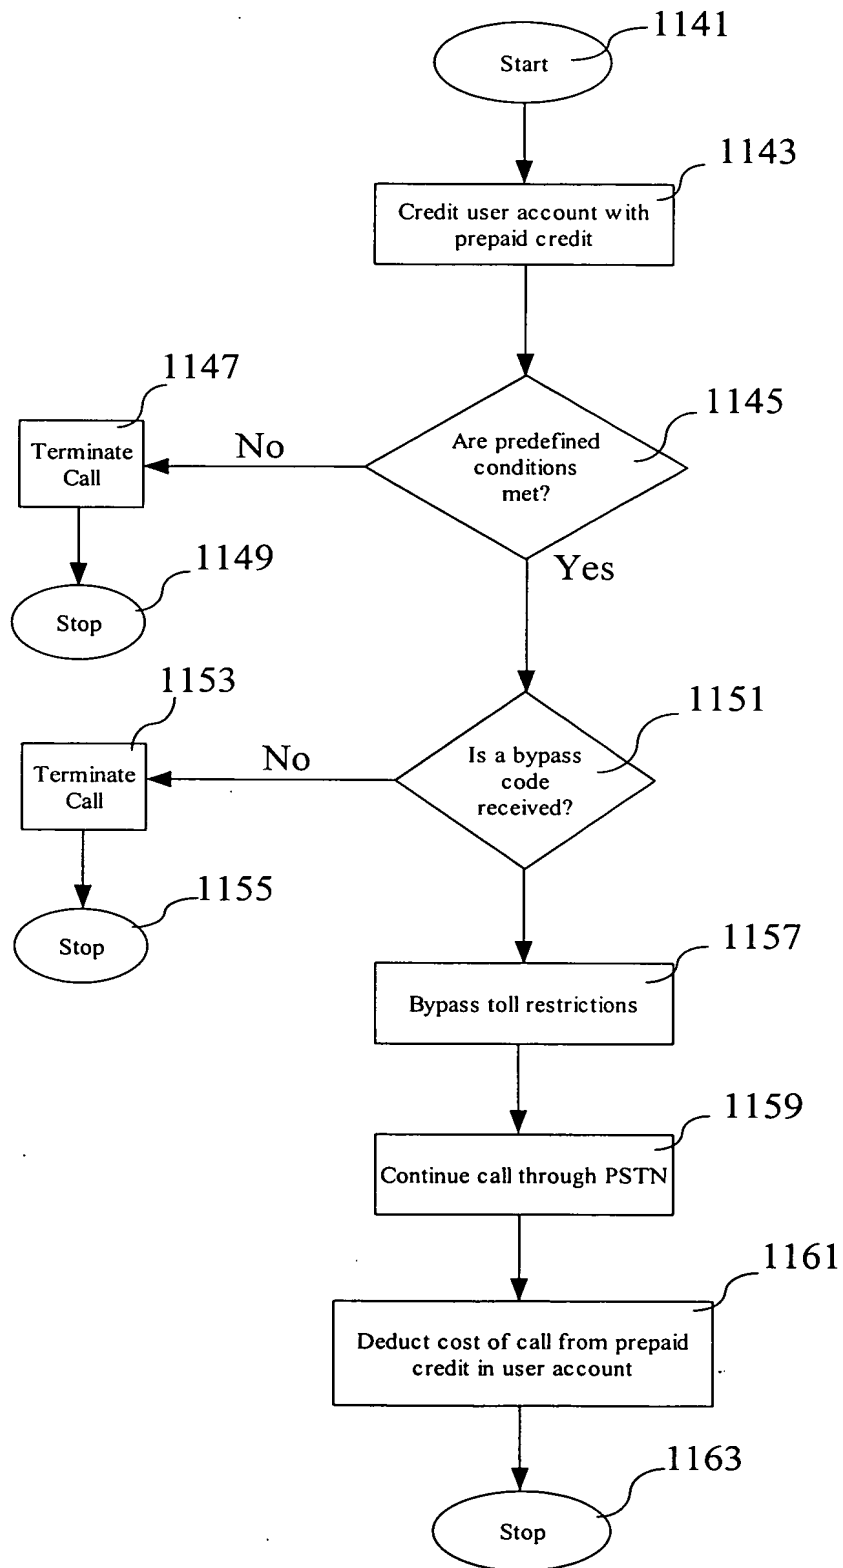 1141
Start
1143
Credit user account with
prepaid credit
1147
1145
Terminate
Call
No
Are predefined
conditions
met?
1149
Yes
Stop
1153
1151
Terminate
Call
No
Is a bypass
code
received?
1155
Stop
1157
Bypass toll restrictions
1159
Continue call through PSTN
1161
Deduct cost of call from prepaid
credit in user account
1163
Stop